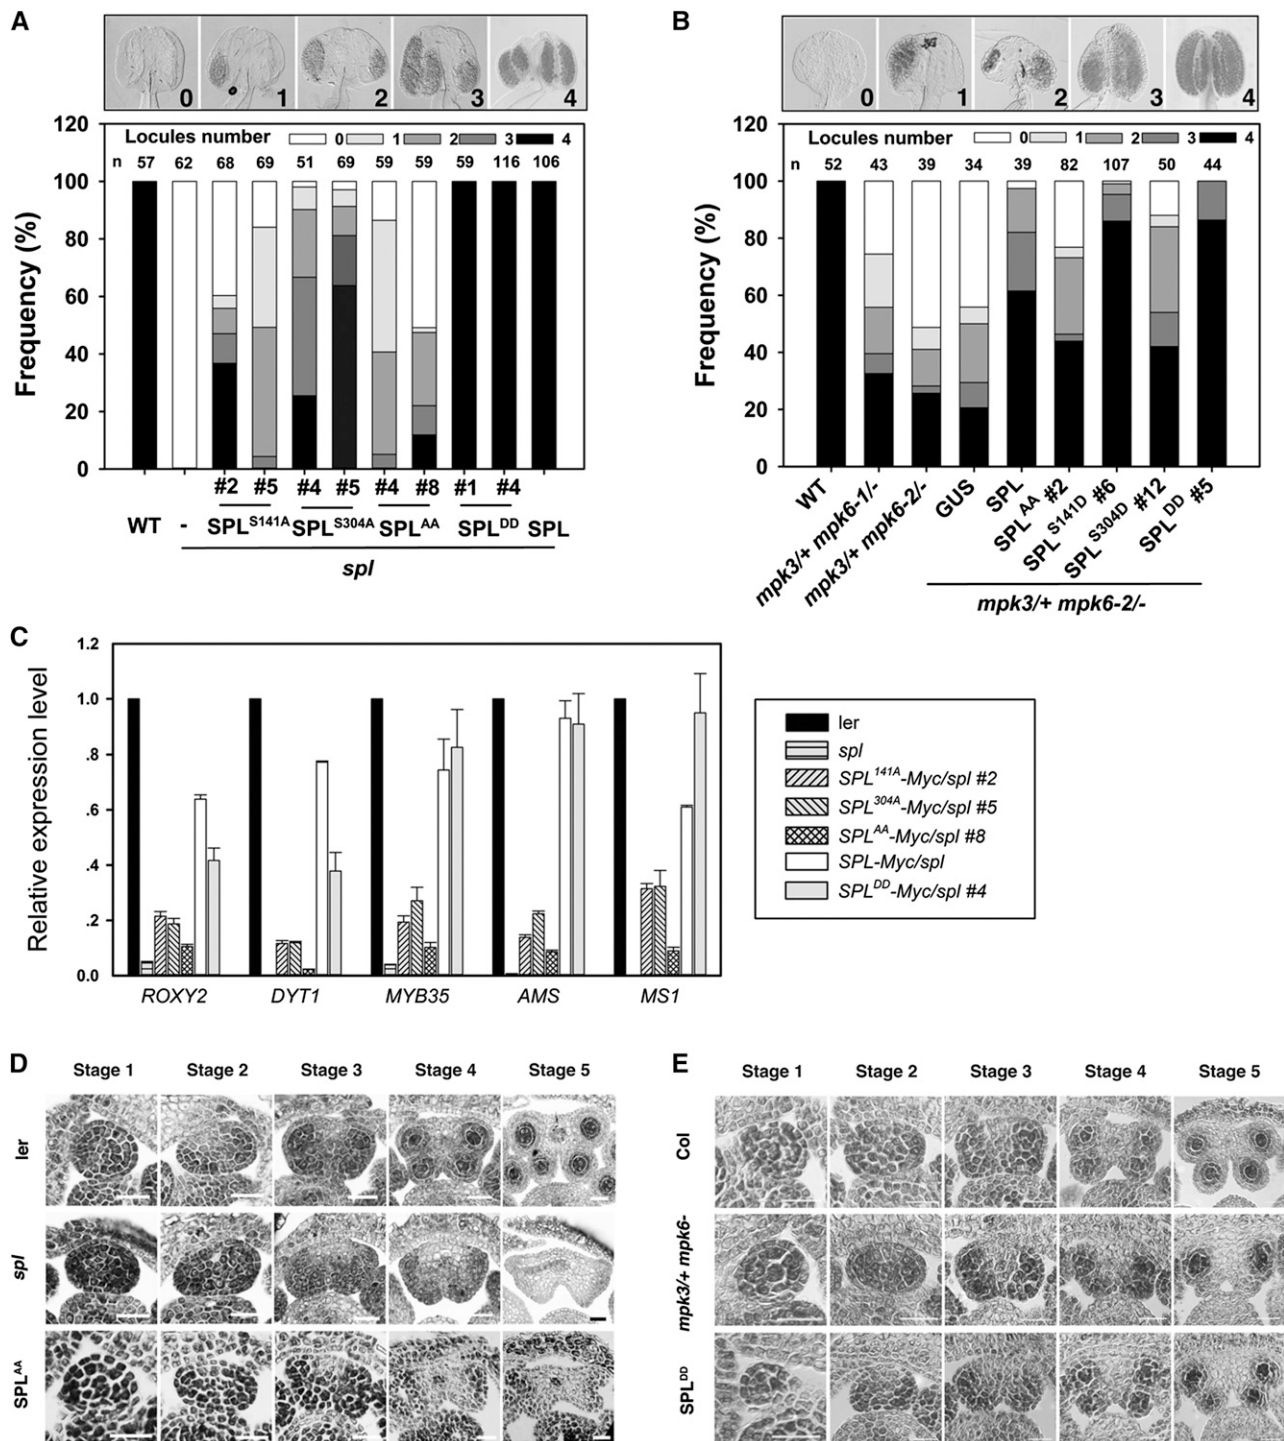 A
0 1 2 3 4
120
100
80
60
40
20
0
Frequency (%)
Locules number 0 1 2 3 4
n 57 62 68 69 51 69 59 59 59 116 106
#2 #5 #4 #5 #4 #8 #1 #4
WT - SPL^S141A SPL^S304A SPL^AA SPL^DD SPL
spl
B
0 1 2 3 4
120
100
80
60
40
20
0
Frequency (%)
Locules number 0 1 2 3 4
n 52 43 39 34 39 82 107 50 44
WT
mpk3/+ mpk6-1/-
mpk3/+ mpk6-2/-
GUS
SPL
SPL^AA #2
SPL^S141D #6
SPL^S304D #12
SPL^DD #5
mpk3/+ mpk6-2/-
C
1.2
1.0
.8
.6
.4
.2
0.0
Relative expression level
ROXY2 DYT1 MYB35 AMS MS1
ler
spl
SPL^141A-Myc/spl #2
SPL^304A-Myc/spl #5
SPL^AA-Myc/spl #8
SPL-Myc/spl
SPL^DD-Myc/spl #4
D
Stage 1 Stage 2 Stage 3 Stage 4 Stage 5
ler
spl
SPL^AA
E
Stage 1 Stage 2 Stage 3 Stage 4 Stage 5
Col
mpk3/+ mpk6-
SPL^DD